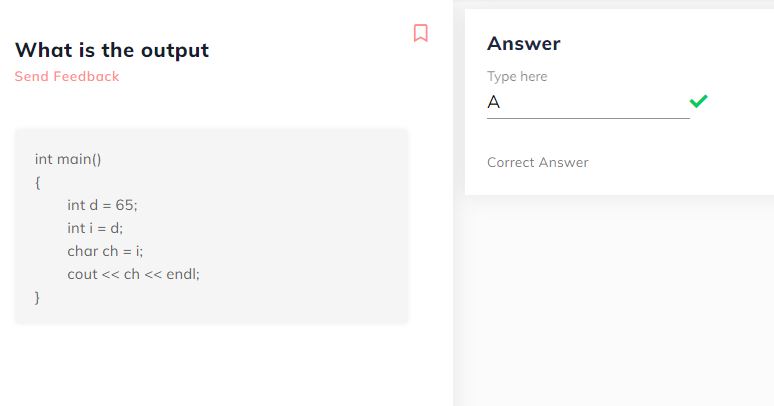 What is the output
Send Feedback
int main()
{
int d = 65;
int i = d;
char ch = i;
cout << ch << endl;
}
Answer
Type here
A
Correct Answer